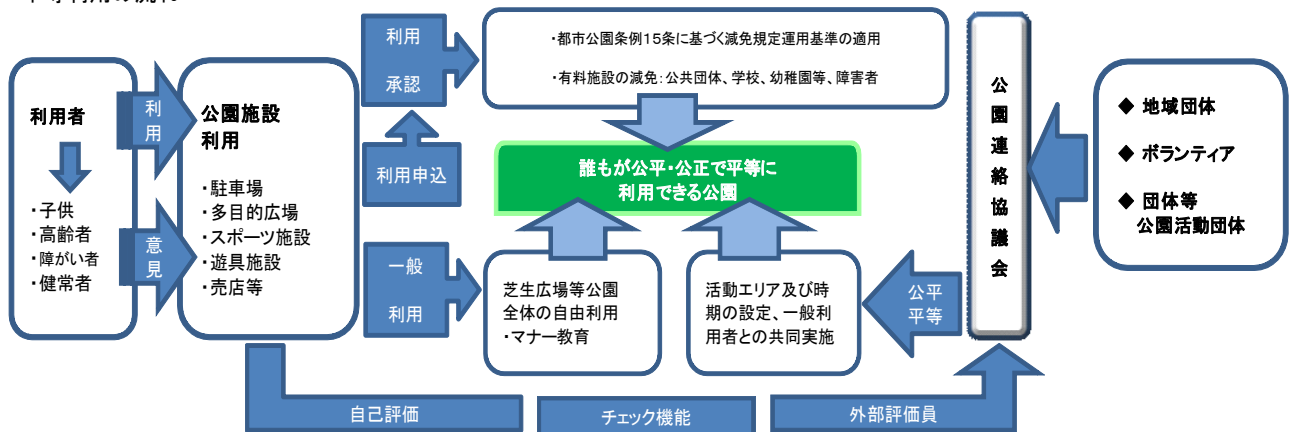 利用者
・子供
・高齢者
・障がい者
・健常者
利用
意見
公園施設
利用
・駐車場
・多目的広場
・スポーツ施設
・遊具施設
・売店等
利用
承認
利用申込
一般
利用
・都市公園条例15条に基づく減免規定運用基準の適用
・有料施設の減免：公共団体、学校、幼稚園等、障害者
誰もが公平・公正で平等に
利用できる公園
芝生広場等公園
全体の自由利用
・マナー教育
活動エリア及び時
期の設定、一般利
用者との共同実施
公平
平等
公園連絡協議会
◆ 地域団体
◆ ボランティア
◆ 団体等
公園活動団体
自己評価
チェック機能
外部評価員